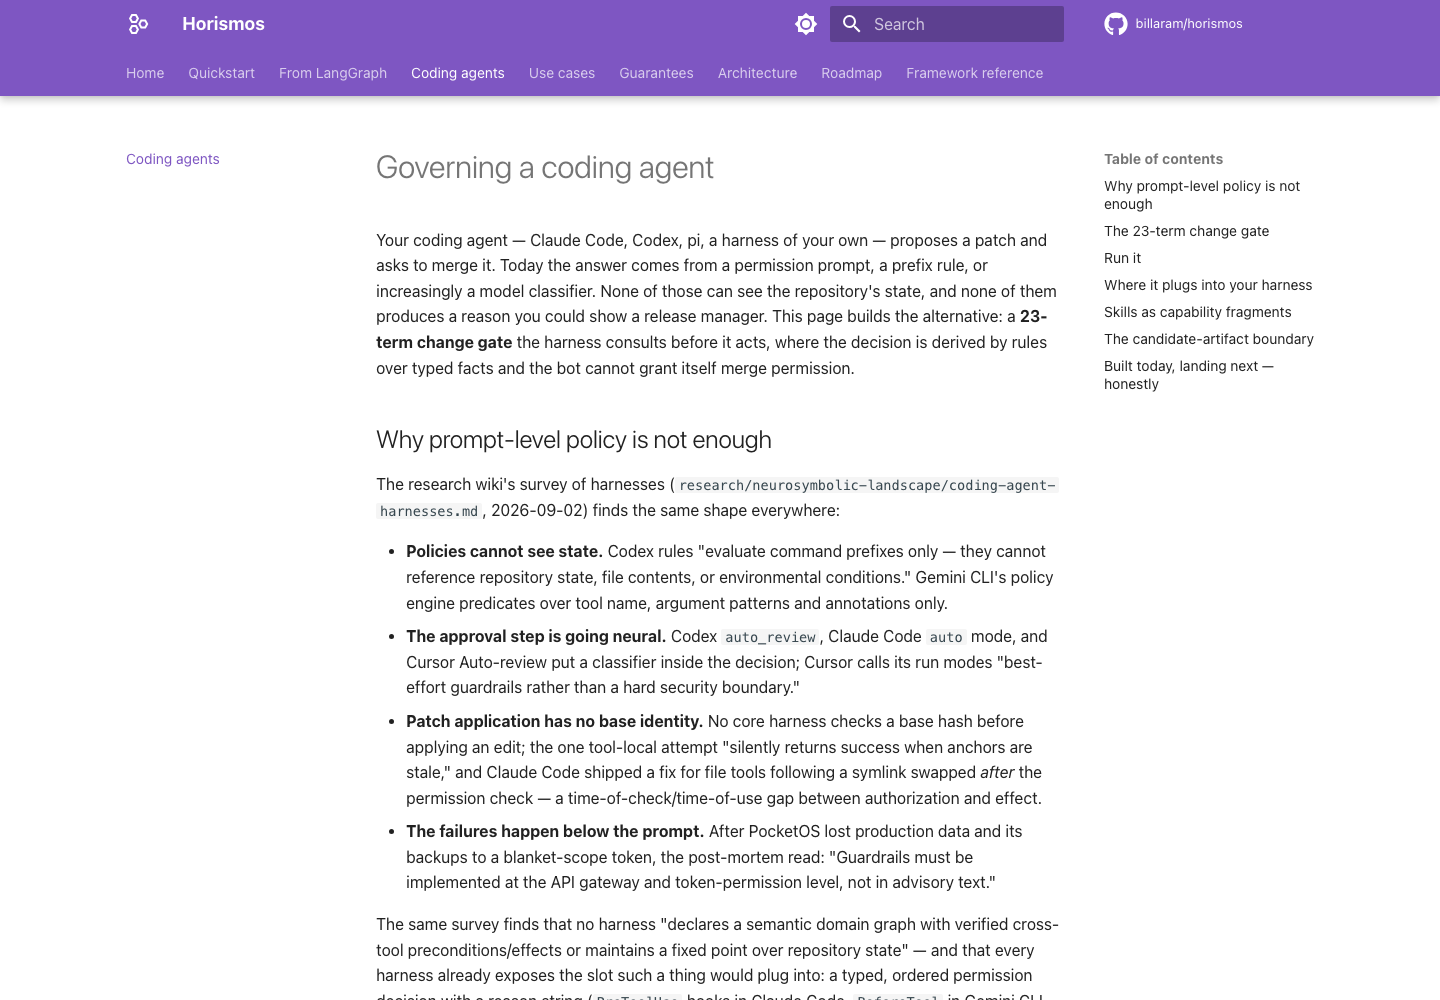 Horismos
Search
billaram/horismos
Home
Quickstart
From LangGraph
Coding agents
Use cases
Guarantees
Architecture
Roadmap
Framework reference
Coding agents
Governing a coding agent
Your coding agent — Claude Code, Codex, pi, a harness of your own — proposes a patch and
asks to merge it. Today the answer comes from a permission prompt, a prefix rule, or
increasingly a model classifier. None of those can see the repository's state, and none of them
produces a reason you could show a release manager. This page builds the alternative: a 23-
term change gate the harness consults before it acts, where the decision is derived by rules
over typed facts and the bot cannot grant itself merge permission.
Why prompt-level policy is not enough
The research wiki's survey of harnesses ( research/neurosymbolic-landscape/coding-agent-
harnesses.md , 2026-09-02) finds the same shape everywhere:
• Policies cannot see state. Codex rules "evaluate command prefixes only — they cannot
reference repository state, file contents, or environmental conditions." Gemini CLI's policy
engine predicates over tool name, argument patterns and annotations only.
• The approval step is going neural. Codex auto_review , Claude Code auto mode, and
Cursor Auto-review put a classifier inside the decision; Cursor calls its run modes "best-
effort guardrails rather than a hard security boundary."
• Patch application has no base identity. No core harness checks a base hash before
applying an edit; the one tool-local attempt "silently returns success when anchors are
stale," and Claude Code shipped a fix for file tools following a symlink swapped after the
permission check — a time-of-check/time-of-use gap between authorization and effect.
• The failures happen below the prompt. After PocketOS lost production data and its
backups to a blanket-scope token, the post-mortem read: "Guardrails must be
implemented at the API gateway and token-permission level, not in advisory text."
The same survey finds that no harness "declares a semantic domain graph with verified cross-
tool preconditions/effects or maintains a fixed point over repository state" — and that every
harness already exposes the slot such a thing would plug into: a typed, ordered permission
decision with a reason string ( PreToolUse hooks in Claude Code, BeforeTool in Gemini CLI,
Table of contents
Why prompt-level policy is not
enough
The 23-term change gate
Run it
Where it plugs into your harness
Skills as capability fragments
The candidate-artifact boundary
Built today, landing next —
honestly